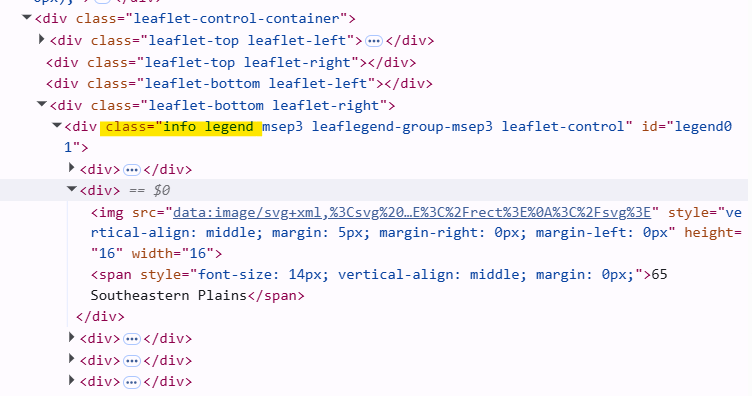 0px); > </div>
<div class="leaflet-control-container">
<div class="leaflet-top leaflet-left"> ••• </div>
<div class="leaflet-top leaflet-right"></div>
<div class="leaflet-bottom leaflet-left"></div>
<div class="leaflet-bottom leaflet-right">
<div class="info legend msep3 leaflegend-group-msep3 leaflet-control" id="legend0
1">
<div> ••• </div>
<div> == $0
<img src="data:image/svg+xml,%3Csvg%20…E%3C%2Frect%3E%0A%3C%2Fsvg%3E" style="ve
rtical-align: middle; margin: 5px; margin-right: 0px; margin-left: 0px" height=
"16" width="16">
<span style="font-size: 14px; vertical-align: middle; margin: 0px;">65
Southeastern Plains</span>
</div>
<div> ••• </div>
<div> ••• </div>
<div> ••• </div>